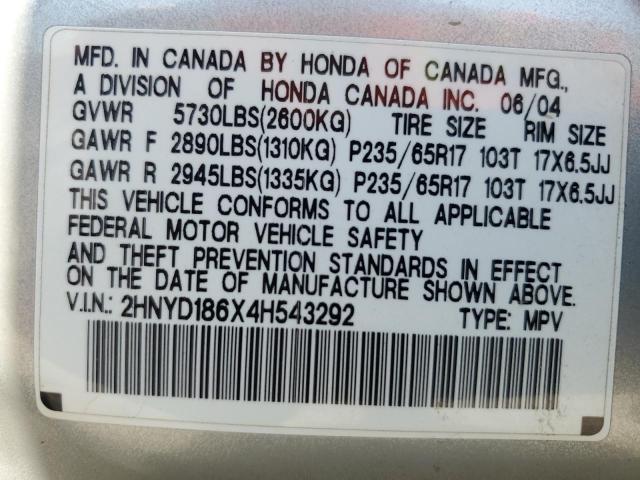 MFD. IN CANADA BY HONDA OF CANADA MFG.,
A DIVISION OF HONDA CANADA INC. 06/04
GVWR 5730LBS(2600KG) TIRE SIZE RIM SIZE
GAWR F 2890LBS(1310KG) P235/65R17 103T 17X6.5JJ
GAWR R 2945LBS(1335KG) P235/65R17 103T 17X6.5JJ
THIS VEHICLE CONFORMS TO ALL APPLICABLE
FEDERAL MOTOR VEHICLE SAFETY
AND THEFT PREVENTION STANDARDS IN EFFECT
ON THE DATE OF MANUFACTURE SHOWN ABOVE.
V.I.N.: 2HNYD186X4H543292 TYPE: MPV